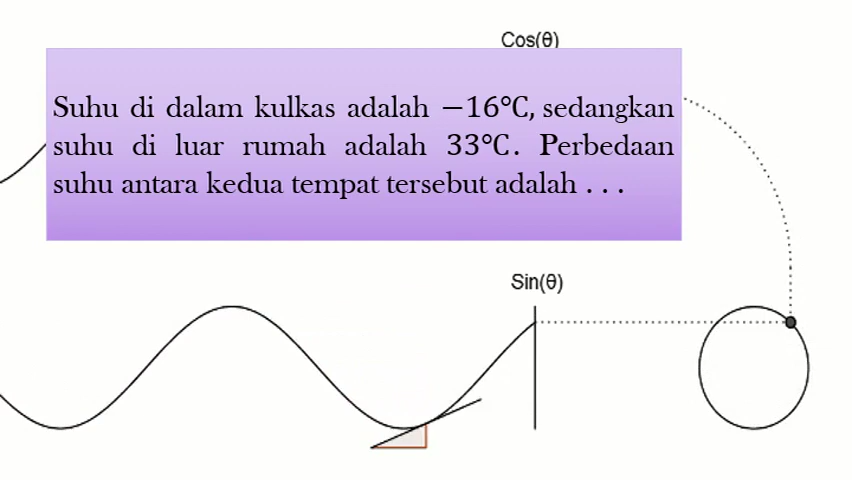 Cos(θ)
Suhu di dalam kulkas adalah −16°C, sedangkan
suhu di luar rumah adalah 33°C. Perbedaan
suhu antara kedua tempat tersebut adalah . . .
Sin(θ)